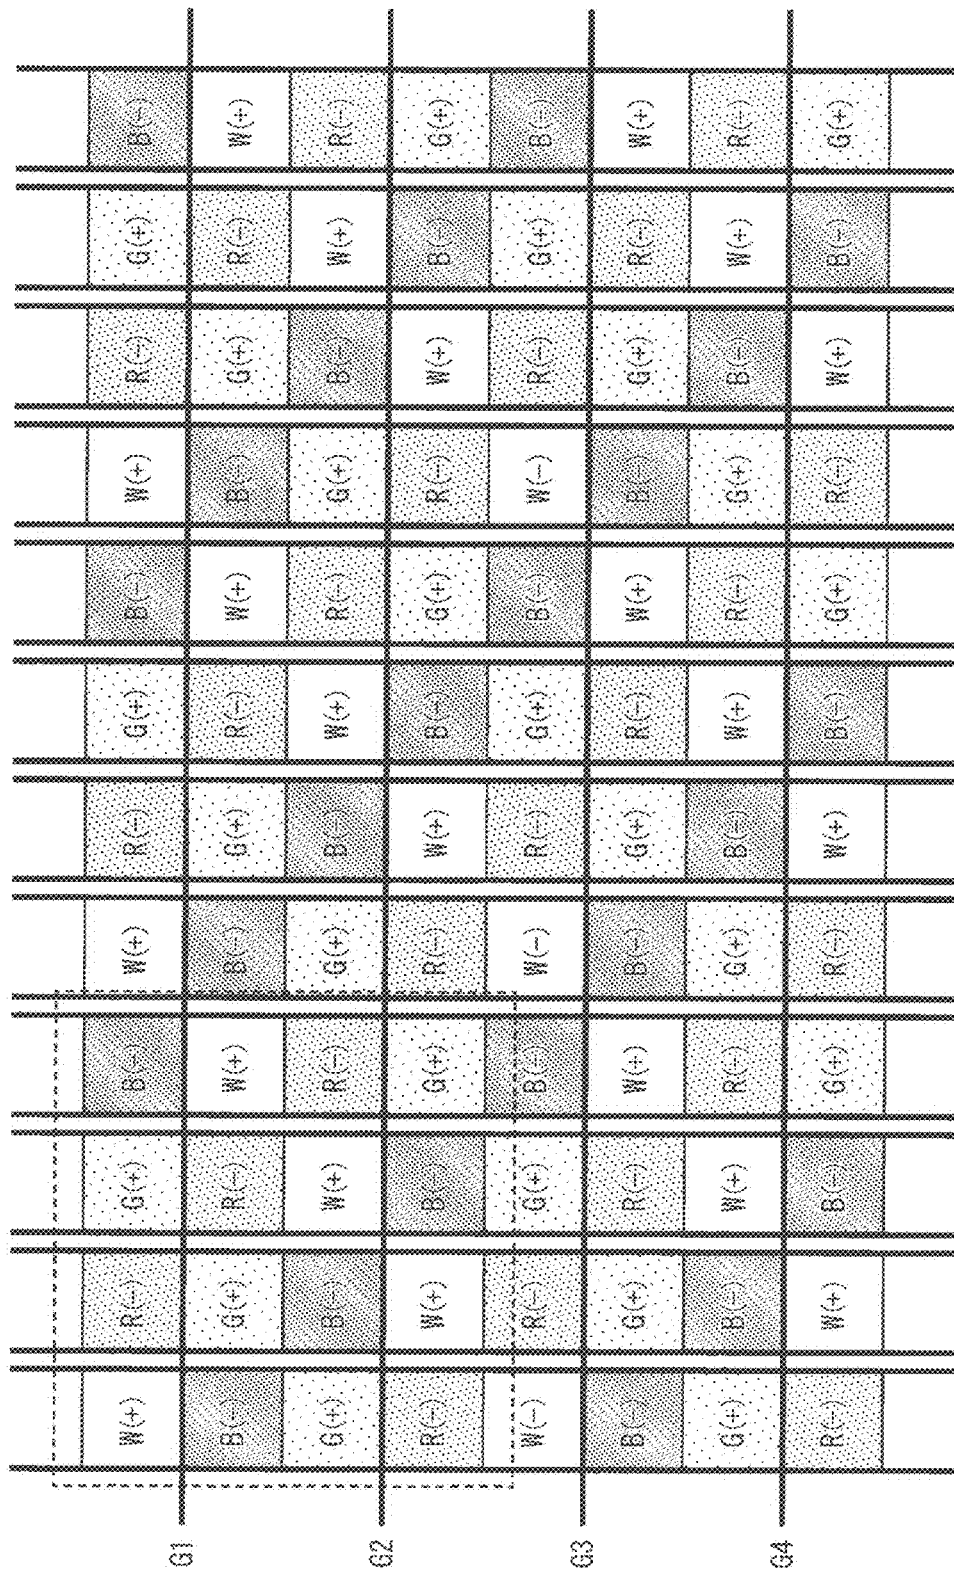 W(+) R(-) G(+) B(-) W(+) R(-) G(+) B(-) W(+) R(-) G(+) B(-)
G1
B(-) G(+) R(-) W(+) B(-) G(+) R(-) W(+) B(-) G(+) R(-) W(+)
G(+) B(-) W(+) R(-) G(+) B(-) W(+) R(-) G(+) B(-) W(+) R(-)
G2
R(-) W(+) B(-) G(+) R(-) W(+) B(-) G(+) R(-) W(+) B(-) G(+)
W(-) R(-) G(+) B(-) W(-) R(-) G(+) B(-) W(-) R(-) G(+) B(-)
G3
B(-) G(+) R(-) W(+) B(-) G(+) R(-) W(+) B(-) G(+) R(-) W(+)
G(+) B(-) W(+) R(-) G(+) B(-) W(+) R(-) G(+) B(-) W(+) R(-)
G4
R(-) W(+) B(-) G(+) R(-) W(+) B(-) G(+) R(-) W(+) B(-) G(+)